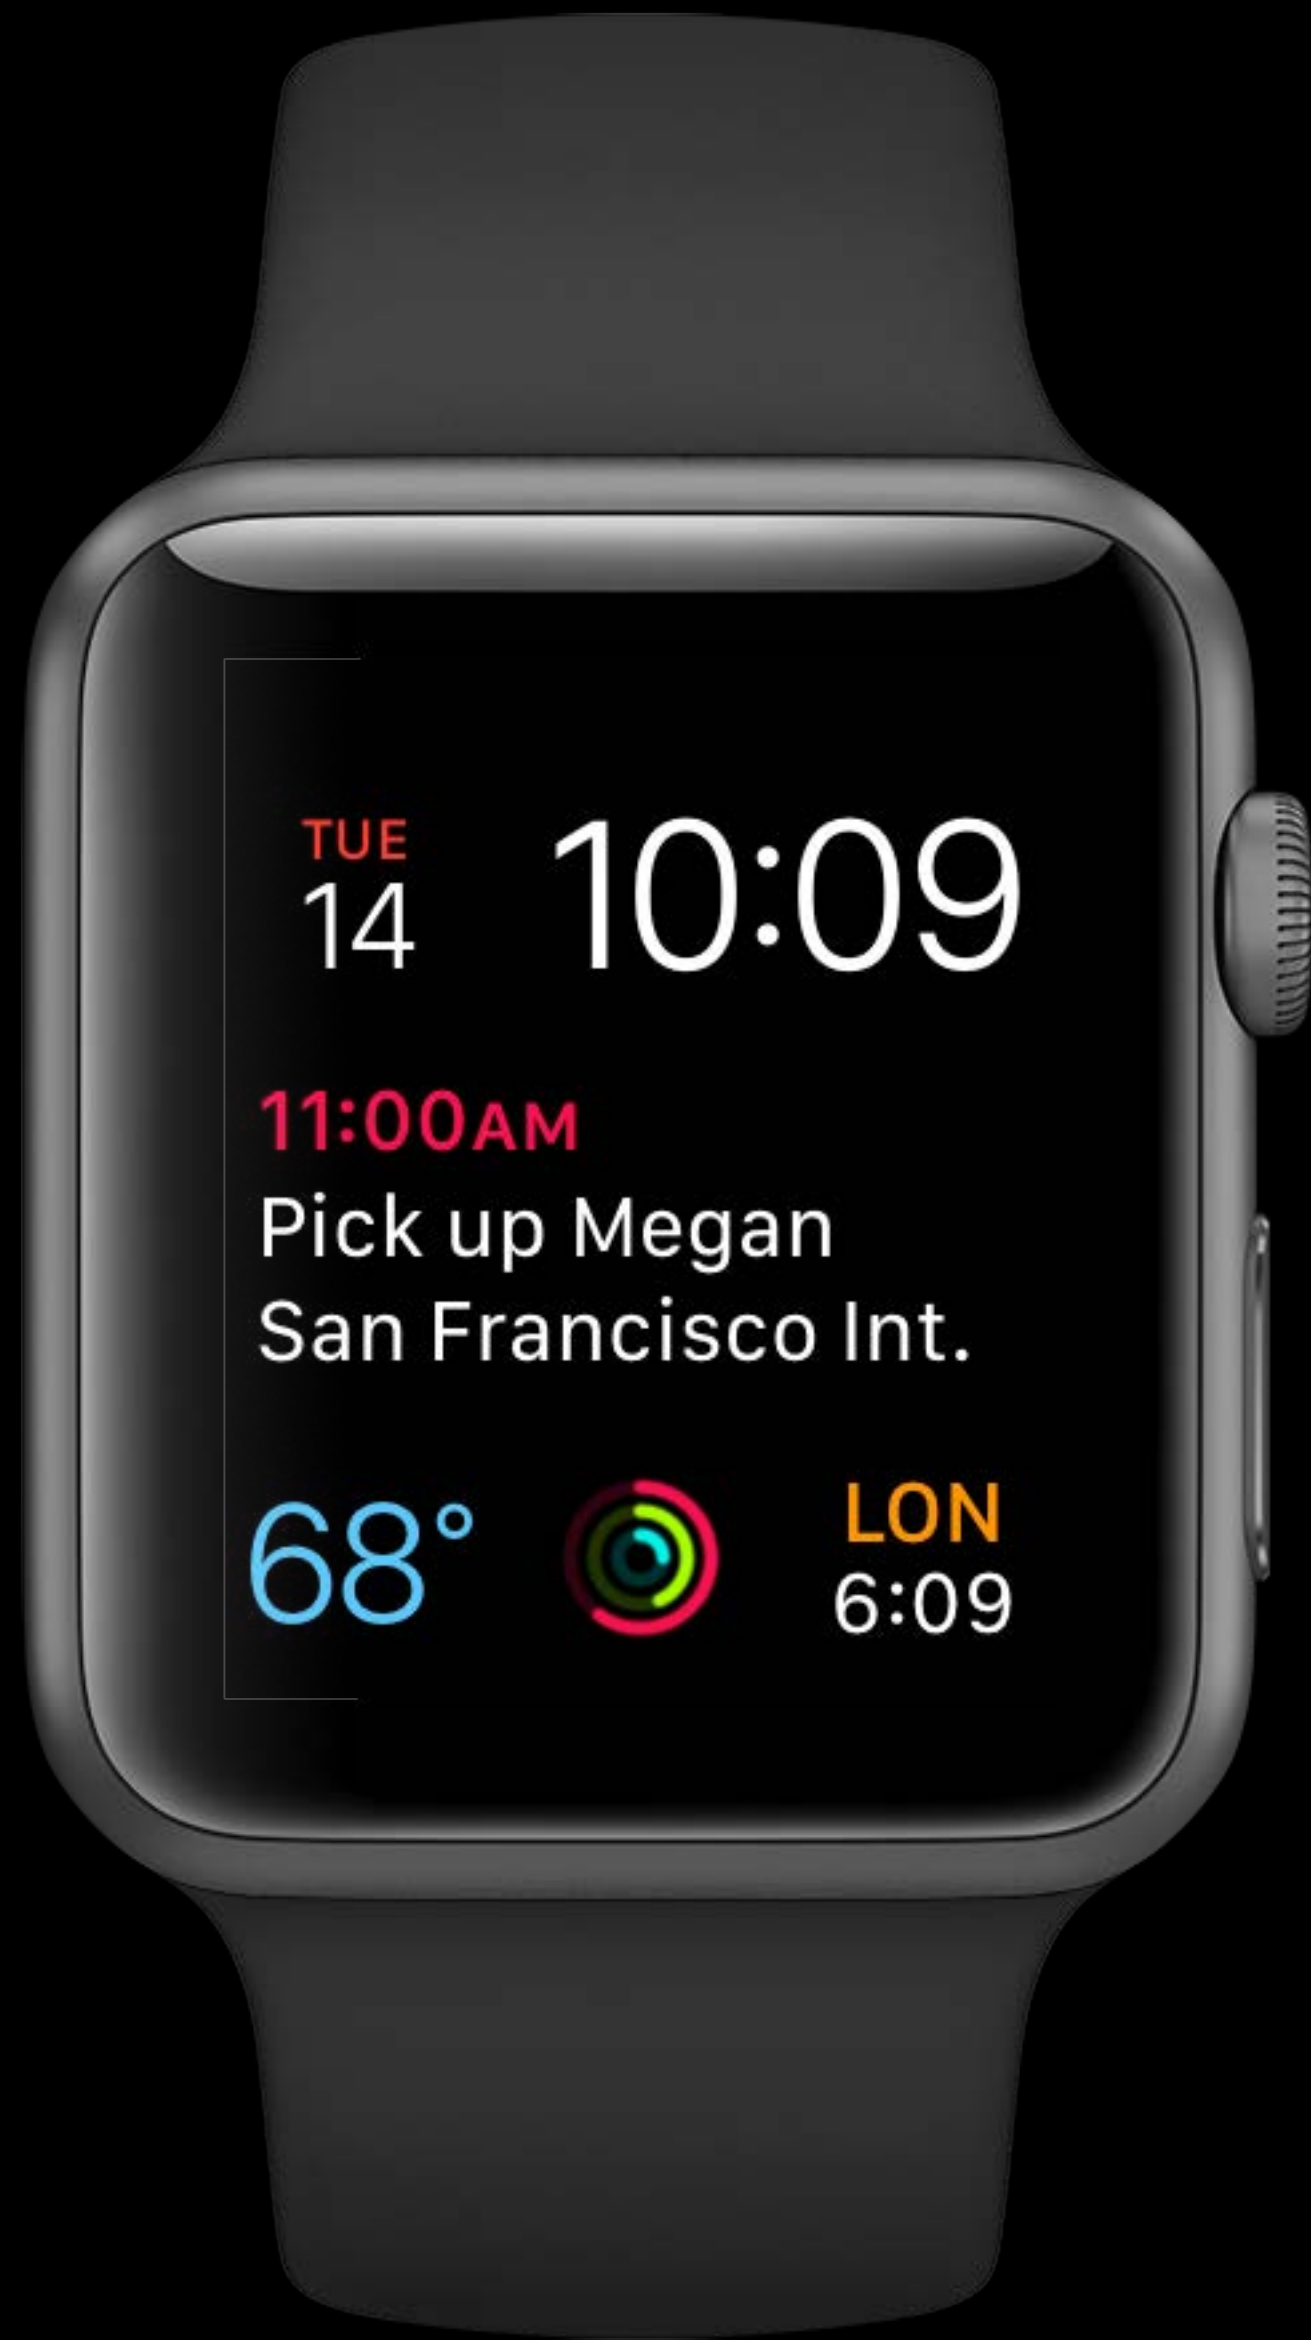 TUE
14
10:09
11:00AM
Pick up Megan
San Francisco Int.
68°
LON
6:09